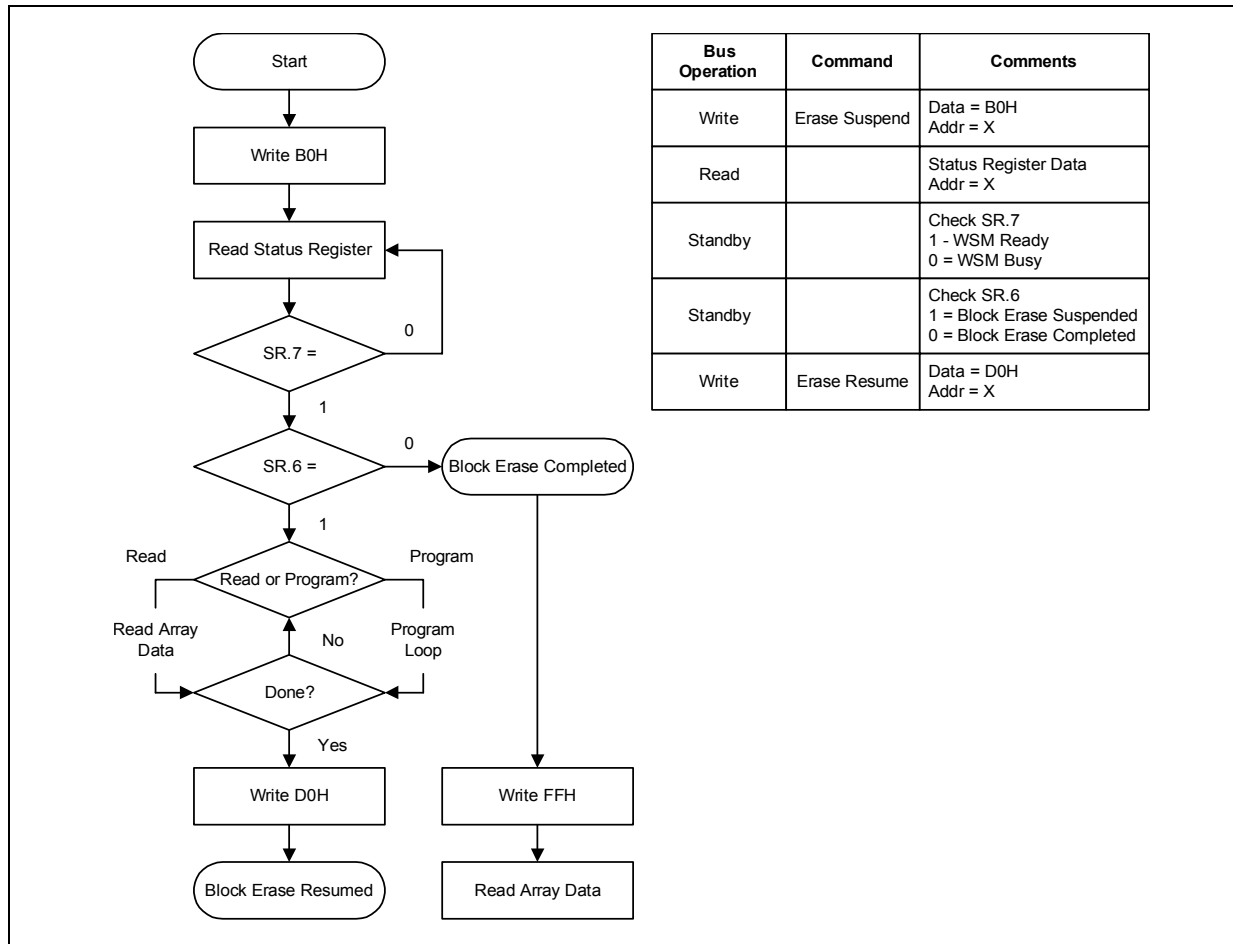 Start
Write B0H
Read Status Register
0
SR.7 =
1
0
SR.6 =
Block Erase Completed
1
Read
Program
Read or Program?
Read Array
Data
No
Program
Loop
Done?
Yes
Write D0H
Write FFH
Block Erase Resumed
Read Array Data
Bus
Operation
Command
Comments
Write
Erase Suspend
Data = B0H
Addr = X
Read
Status Register Data
Addr = X
Standby
Check SR.7
1 - WSM Ready
0 = WSM Busy
Standby
Check SR.6
1 = Block Erase Suspended
0 = Block Erase Completed
Write
Erase Resume
Data = D0H
Addr = X